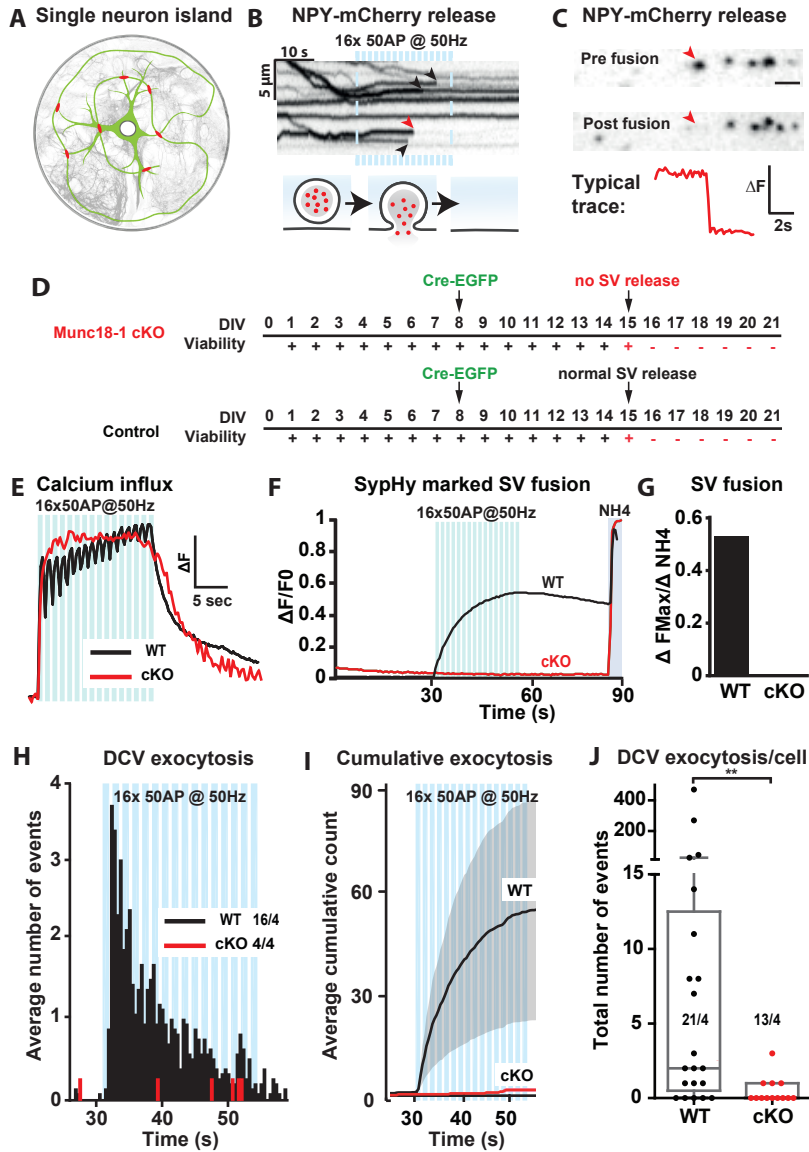 A Single neuron island
B NPY-mCherry release
16x 50AP @ 50Hz
10 s
5 µm
C NPY-mCherry release
Pre fusion
Post fusion
Typical trace:
ΔF
2s
D
Cre-EGFP no SV release
Munc18-1 cKO
DIV 0 1 2 3 4 5 6 7 8 9 10 11 12 13 14 15 16 17 18 19 20 21
Viability + + + + + + + + + + + + + + + - - - - - -
Cre-EGFP normal SV release
Control
DIV 0 1 2 3 4 5 6 7 8 9 10 11 12 13 14 15 16 17 18 19 20 21
Viability + + + + + + + + + + + + + + + - - - - - -
E Calcium influx
16x50AP@50Hz
ΔF
5 sec
WT
cKO
F SypHy marked SV fusion
16x50AP@50Hz
NH4
ΔF/F0
1
0.8
0.6
0.4
0.2
0
WT
cKO
30 60 90
Time (s)
G SV fusion
Δ FMax/Δ NH4
0.6
0.4
0.2
0
WT cKO
H DCV exocytosis
16x 50AP @ 50Hz
Average number of events
4
3
2
1
0
WT 16/4
cKO 4/4
30 40 50
Time (s)
I Cumulative exocytosis
16x 50AP @ 50Hz
Average cumulative count
90
60
30
0
WT
cKO
30 40 50
Time (s)
J DCV exocytosis/cell
**
Total number of events
400
200
15
10
5
0
21/4
13/4
WT cKO